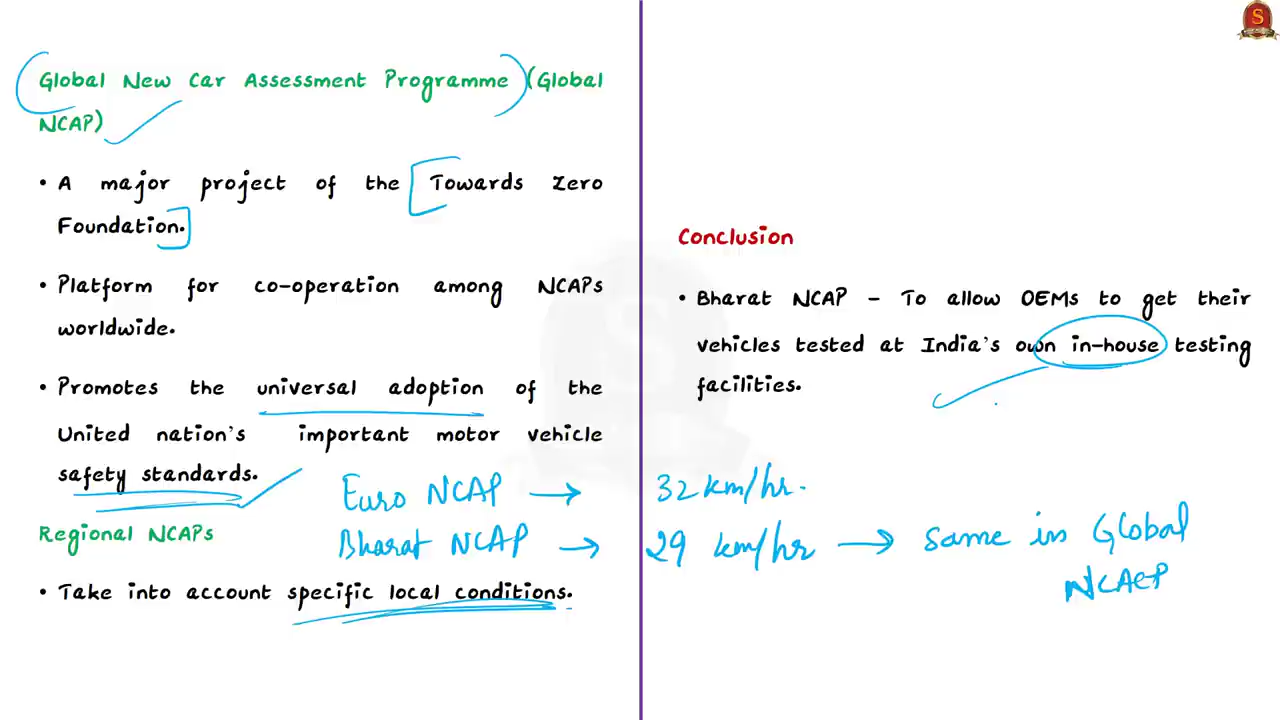 Global New Car Assessment Programme (Global
NCAP)
• A major project of the Towards Zero
Foundation.
• Platform for co-operation among NCAPs
worldwide.
• Promotes the universal adoption of the
United nation's important motor vehicle
safety standards.
Regional NCAPs
• Take into account specific local conditions.
Euro NCAP → 32 km/hr.
Bharat NCAP → 29 km/hr → same in Global
NCAP
Conclusion
• Bharat NCAP - To allow OEMs to get their
vehicles tested at India's own in-house testing
facilities.
S